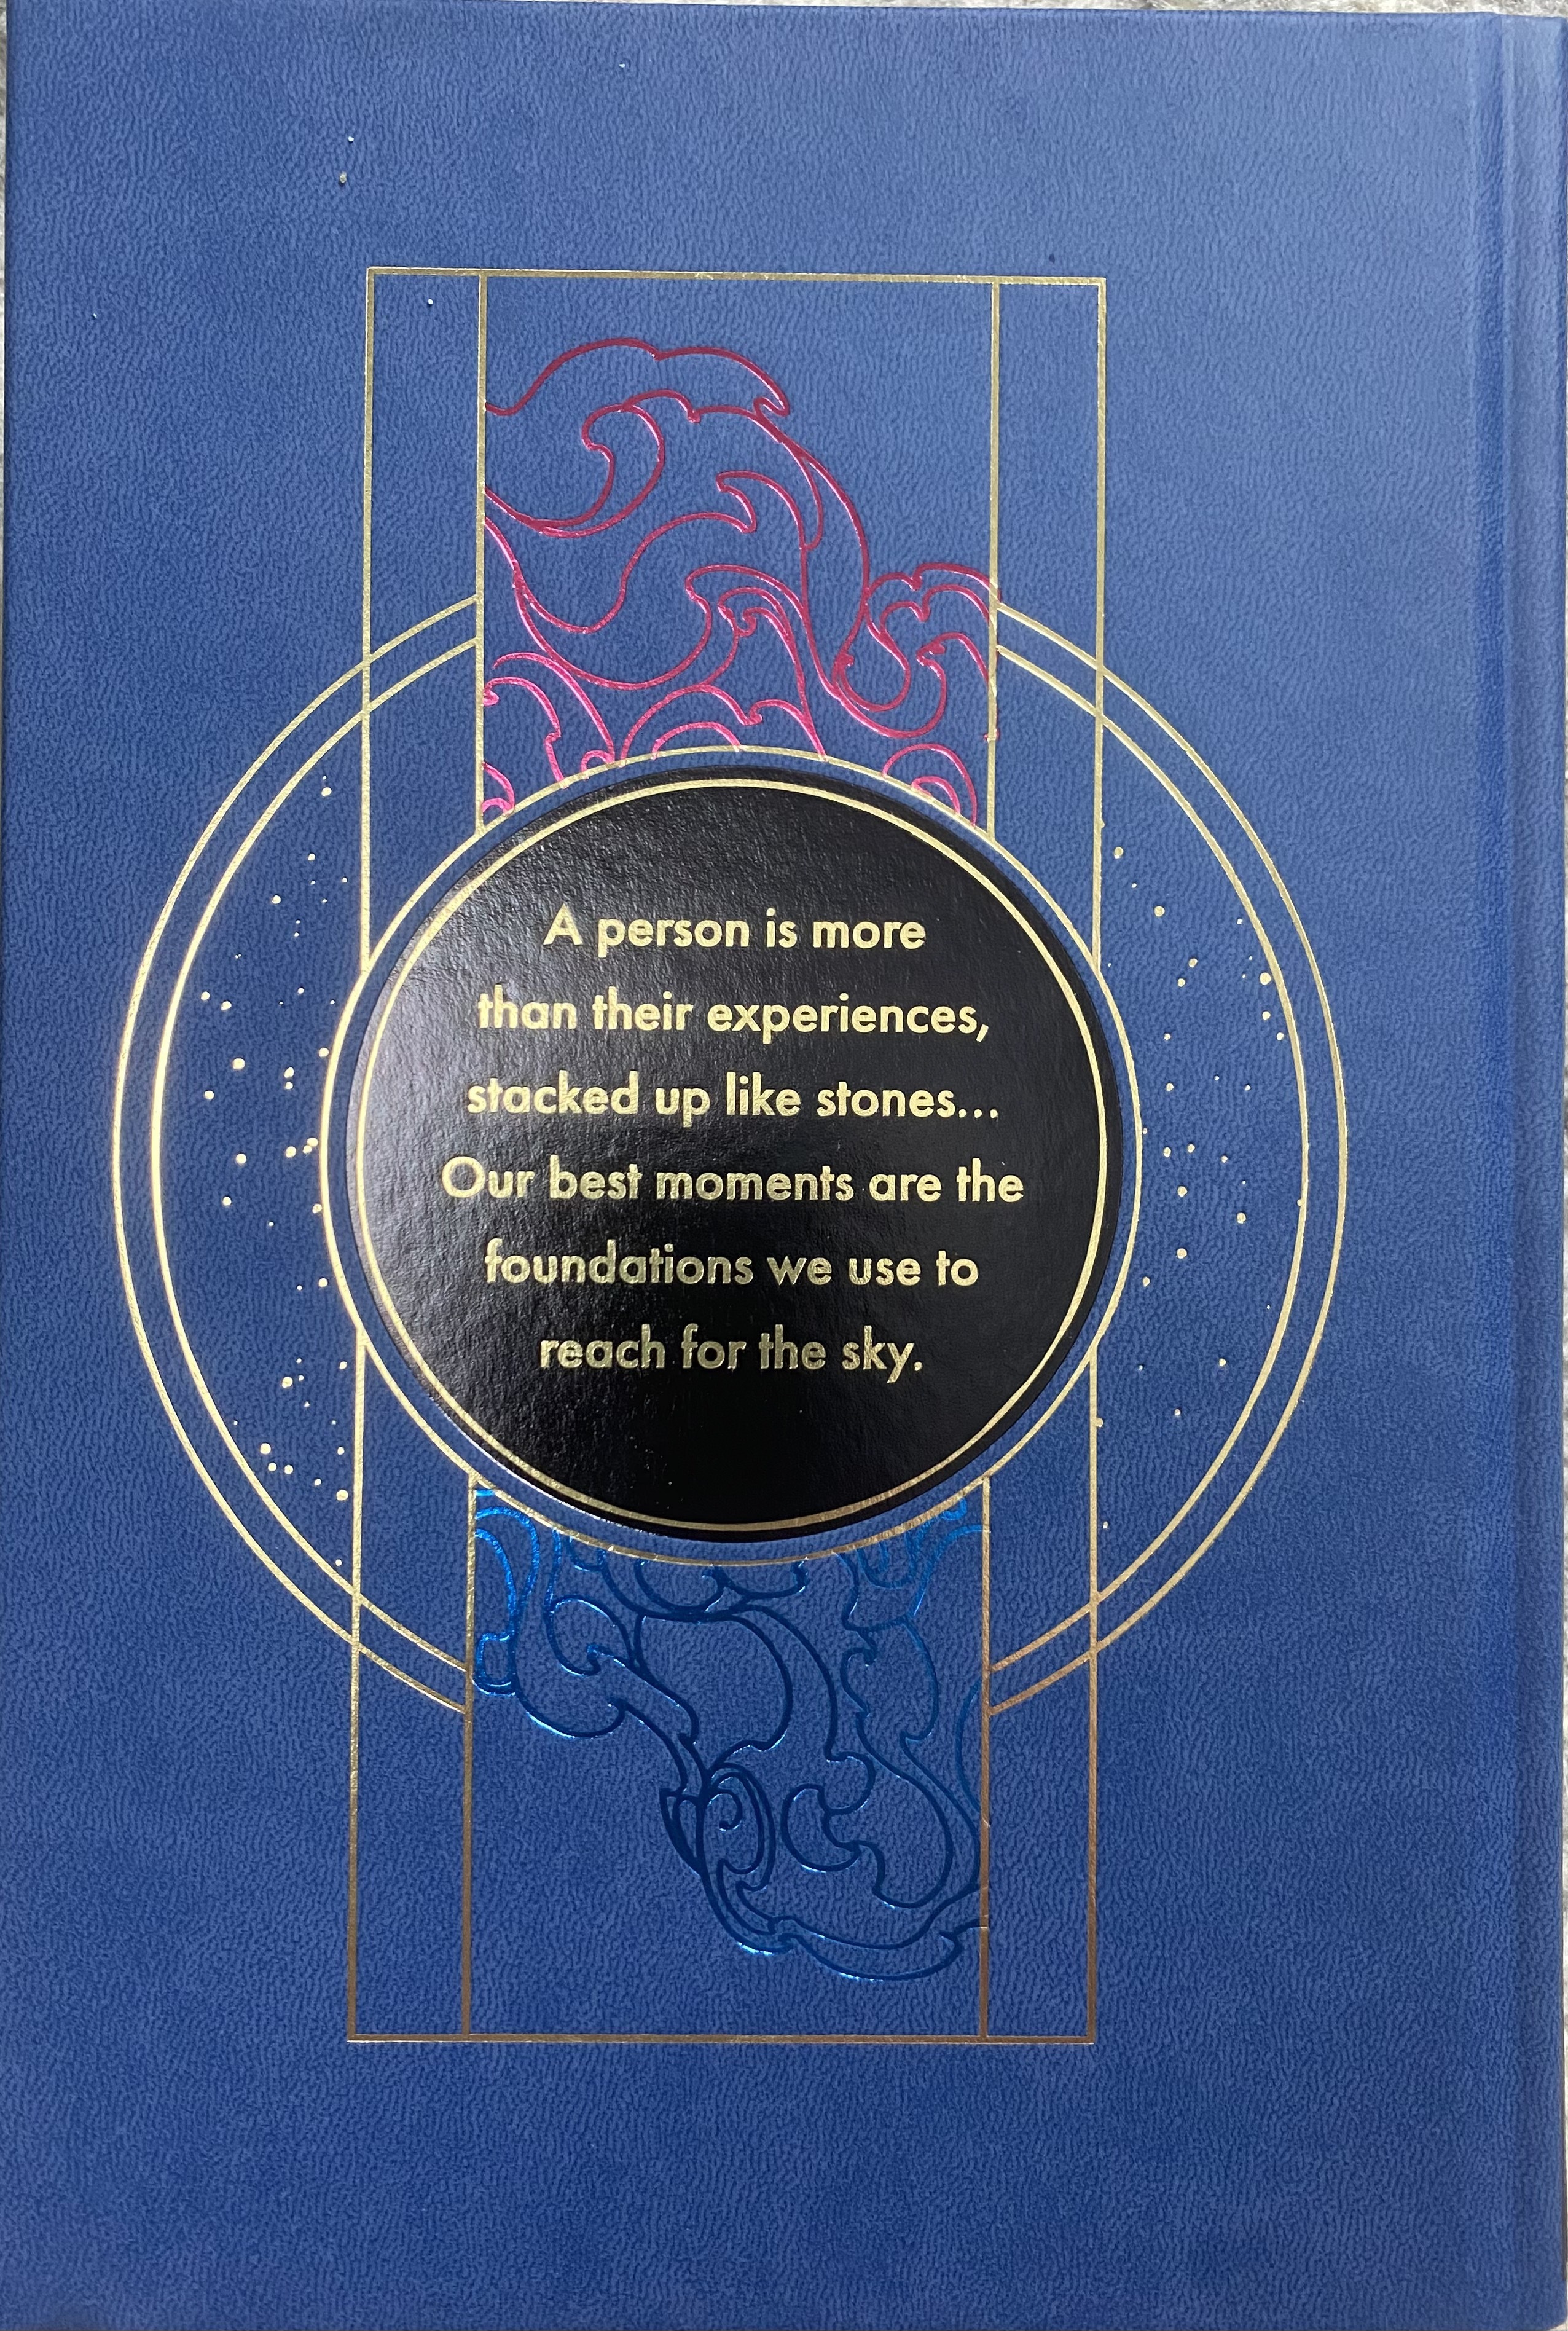 A person is more
than their experiences,
stacked up like stones...
Our best moments are the
foundations we use to
reach for the sky.